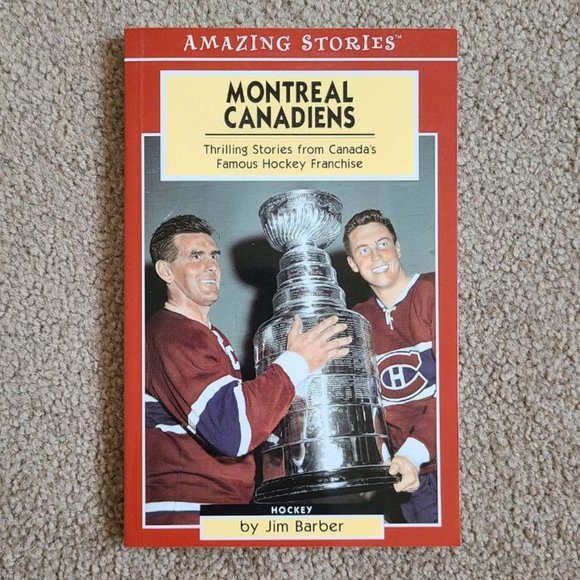 AMAZING STORIES™
MONTREAL
CANADIENS
Thrilling Stories from Canada's
Famous Hockey Franchise
HOCKEY
by Jim Barber